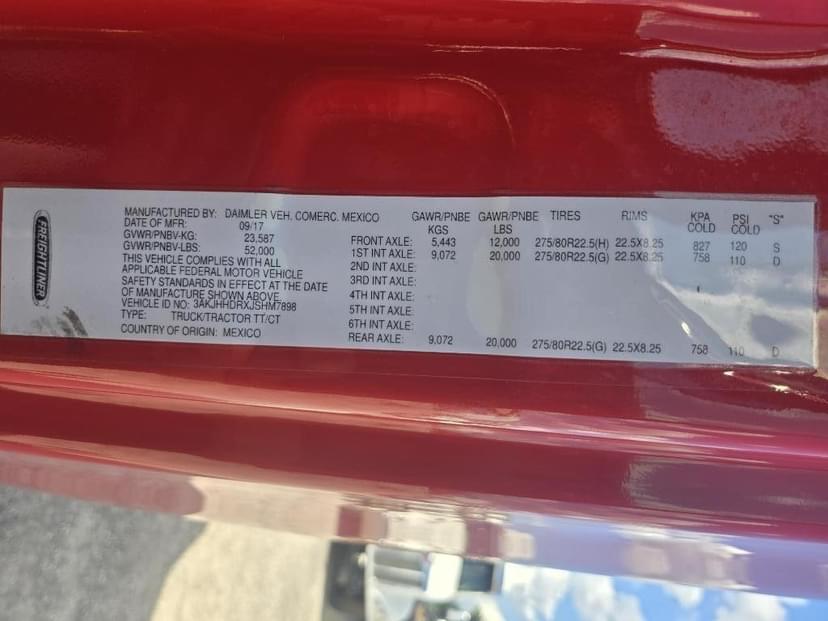 FREIGHTLINER
MANUFACTURED BY: DAIMLER VEH. COMERC. MEXICO
DATE OF MFR: 09/17
GVWR/PNBV-KG: 23,587
GVWR/PNBV-LBS: 52,000
THIS VEHICLE COMPLIES WITH ALL
APPLICABLE FEDERAL MOTOR VEHICLE
SAFETY STANDARDS IN EFFECT AT THE DATE
OF MANUFACTURE SHOWN ABOVE.
VEHICLE ID NO: 3AKJHHDRXJSHM7898
TYPE: TRUCK/TRACTOR TT/CT
COUNTRY OF ORIGIN: MEXICO
GAWR/PNBE GAWR/PNBE TIRES RIMS KPA PSI "S"
KGS LBS COLD COLD
FRONT AXLE: 5,443 12,000 275/80R22.5(H) 22.5X8.25 827 120 S
1ST INT AXLE: 9,072 20,000 275/80R22.5(G) 22.5X8.25 758 110 D
2ND INT AXLE:
3RD INT AXLE:
4TH INT AXLE:
5TH INT AXLE:
6TH INT AXLE:
REAR AXLE: 9,072 20,000 275/80R22.5(G) 22.5X8.25 758 110 D